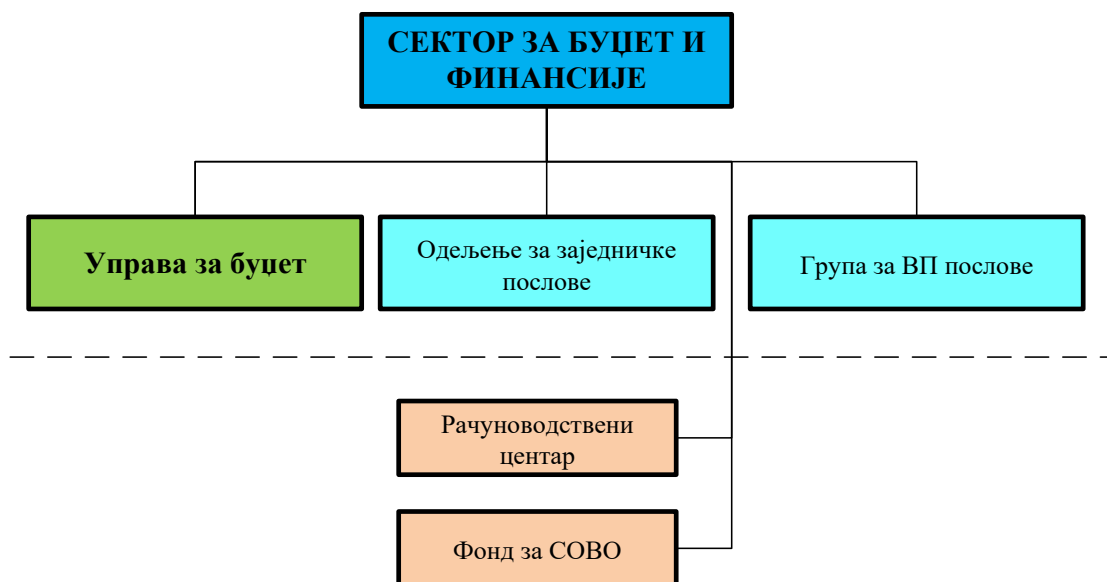 СЕКТОР ЗА БУЏЕТ И
ФИНАНСИЈЕ
Управа за буџет
Одељење за заједничке
послове
Група за ВП послове
Рачуноводствени
центар
Фонд за СОВО